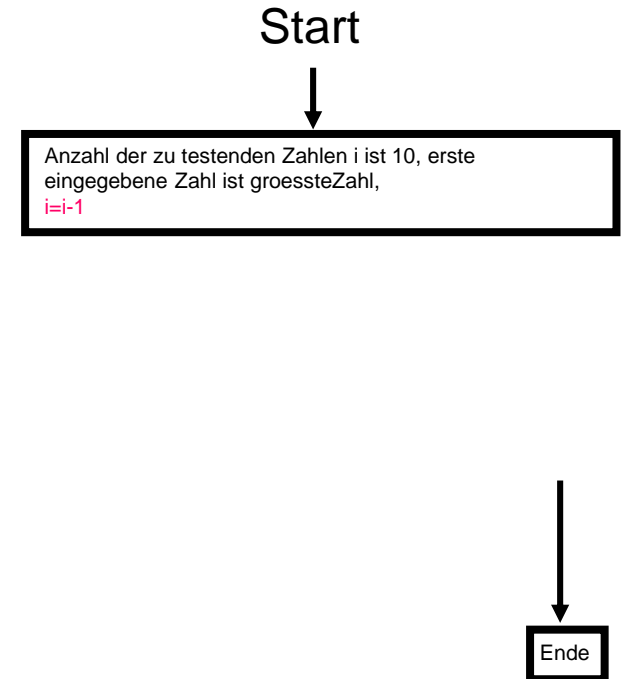 Start
Anzahl der zu testenden Zahlen i ist 10, erste
eingegebene Zahl ist groessteZahl,
i=i-1
Ende